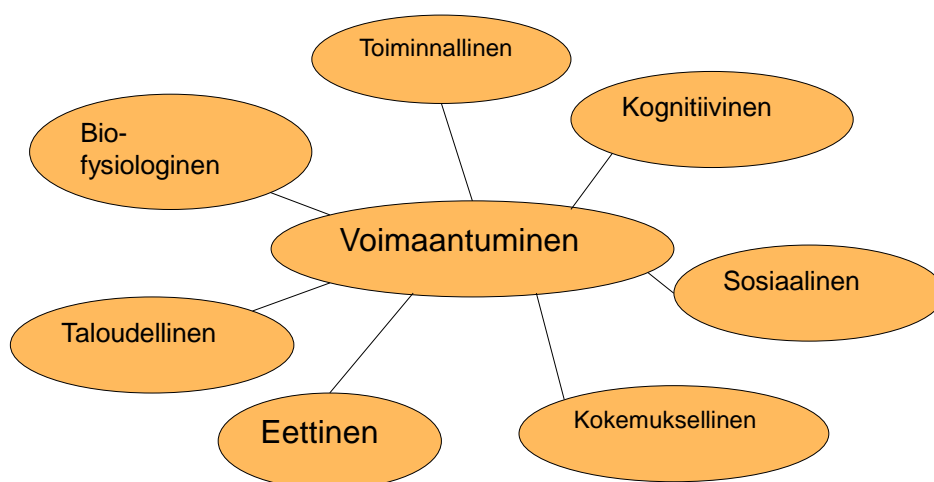 Toiminnallinen
Kognitiivinen
Bio-
fysiologinen
Voimaantuminen
Sosiaalinen
Taloudellinen
Eettinen
Kokemuksellinen